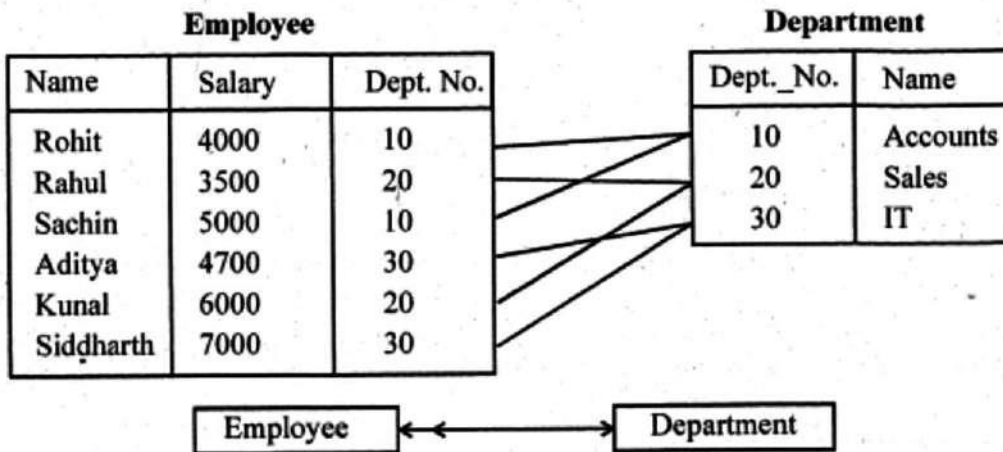 Employee Department
Name Salary Dept. No. Dept._No. Name
Rohit 4000 10 10 Accounts
Rahul 3500 20 20 Sales
Sachin 5000 10 30 IT
Aditya 4700 30
Kunal 6000 20
Siddharth 7000 30
Employee Department